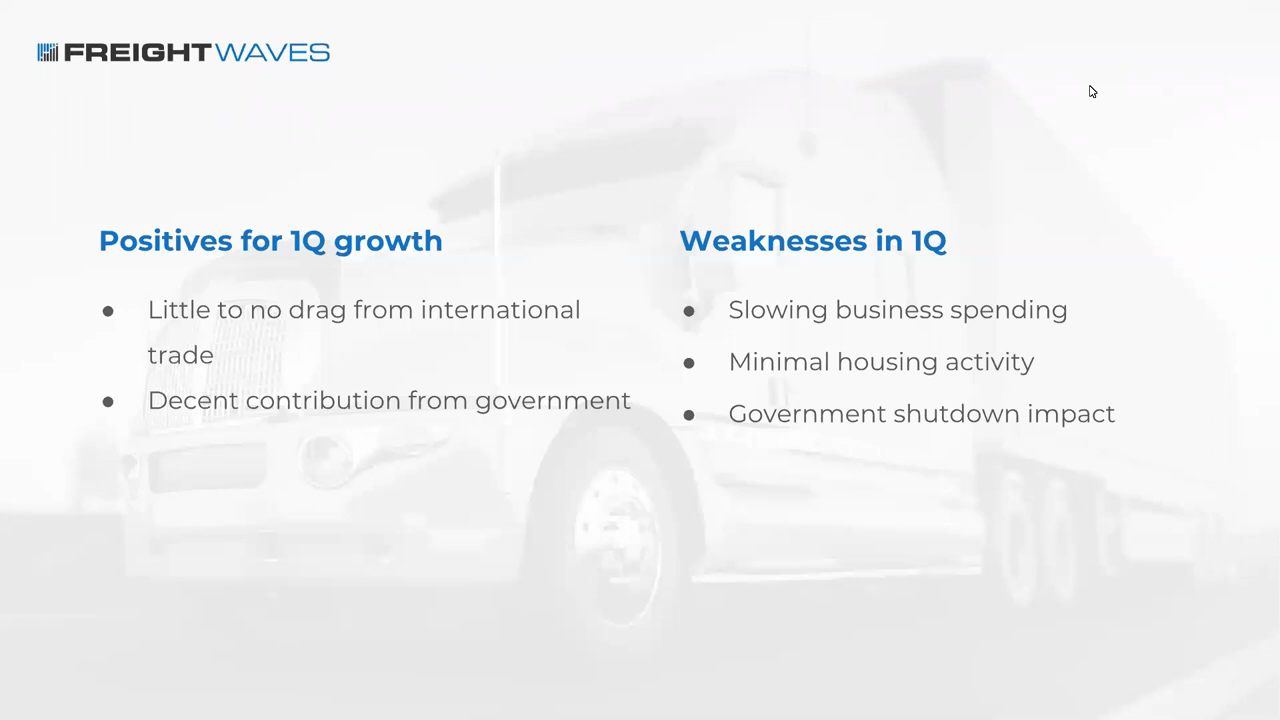 FREIGHTWAVES
Positives for 1Q growth
● Little to no drag from international
trade
● Decent contribution from government
Weaknesses in 1Q
● Slowing business spending
● Minimal housing activity
● Government shutdown impact